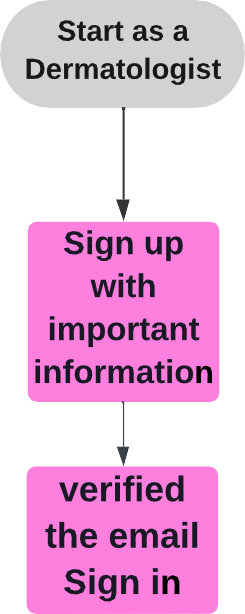 Start as a
Dermatologist
Sign up
with
important
information
verified
the email
Sign in